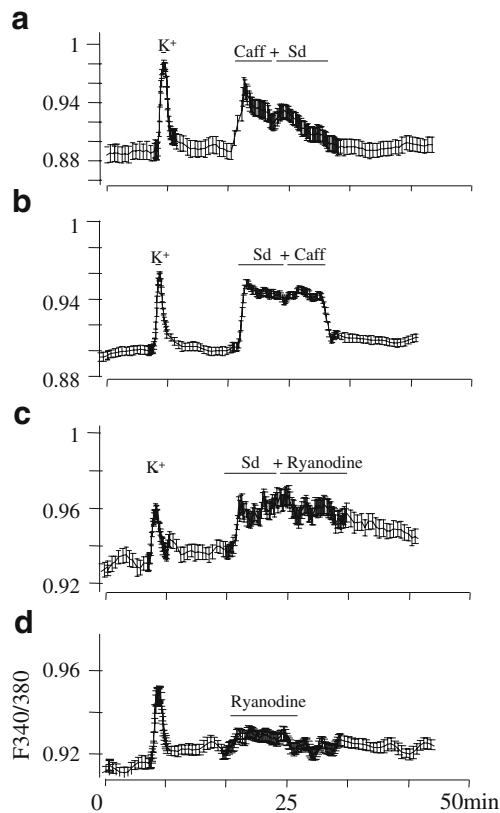 a
1
K⁺
Caff + Sd
0.94
0.88
b
1
K⁺
Sd + Caff
0.94
0.88
c
1
K⁺
Sd + Ryanodine
0.96
0.92
d
0.96
Ryanodine
0.92
F340/380
0 25 50min